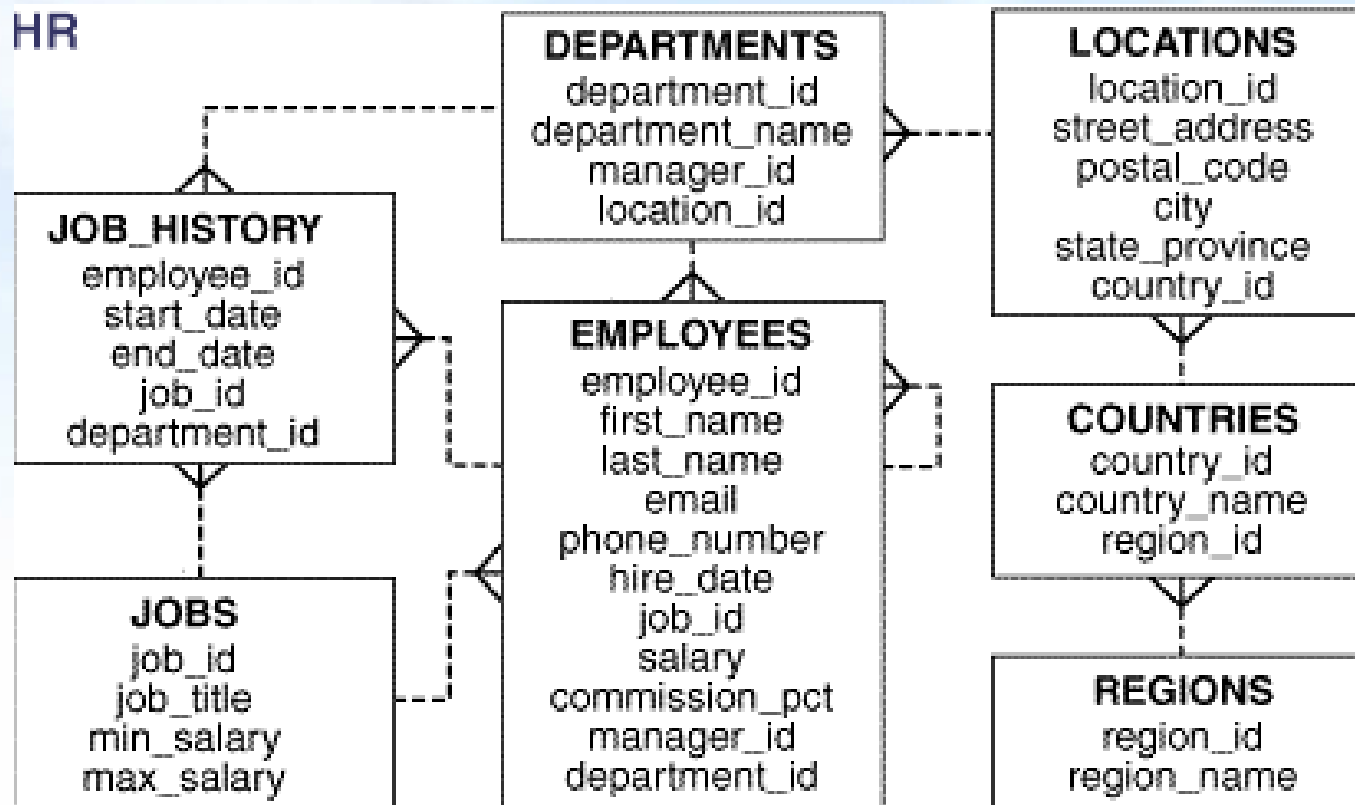 HR
DEPARTMENTS
department_id
department_name
manager_id
location_id
LOCATIONS
location_id
street_address
postal_code
city
state_province
country_id
JOB_HISTORY
employee_id
start_date
end_date
job_id
department_id
EMPLOYEES
employee_id
first_name
last_name
email
phone_number
hire_date
job_id
salary
commission_pct
manager_id
department_id
COUNTRIES
country_id
country_name
region_id
JOBS
job_id
job_title
min_salary
max_salary
REGIONS
region_id
region_name